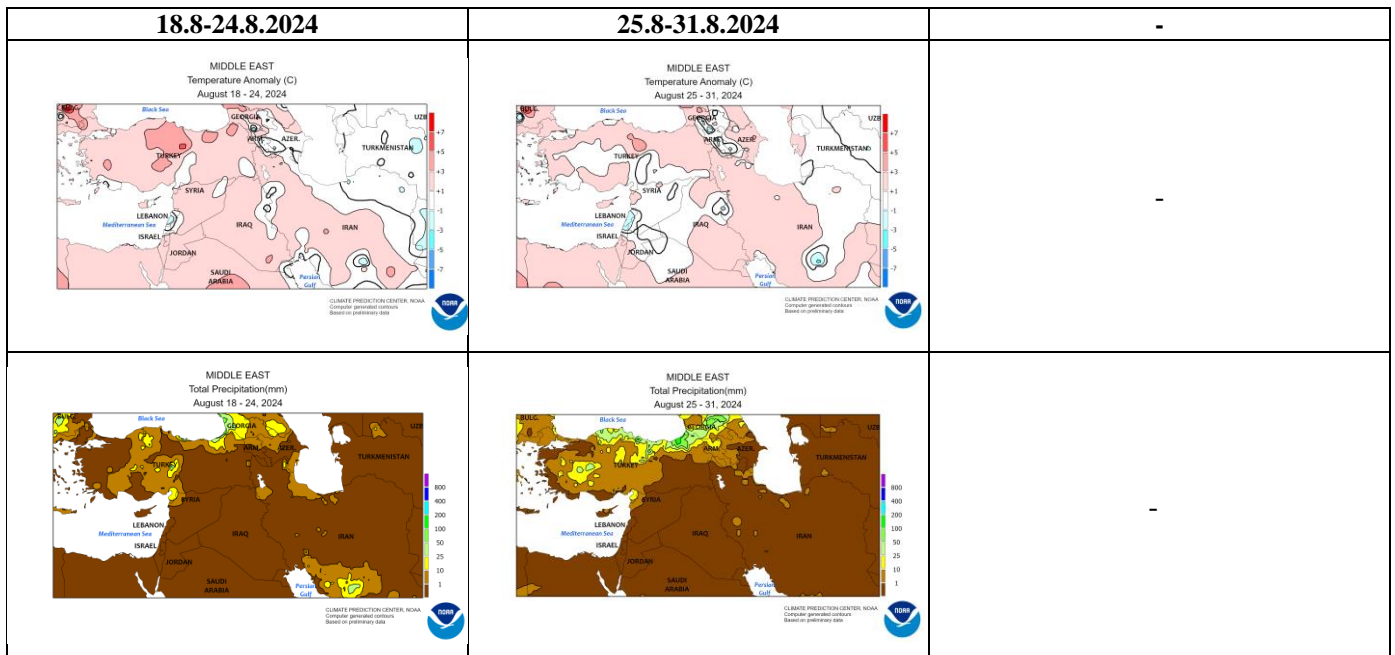 18.8-24.8.2024
25.8-31.8.2024
-
MIDDLE EAST
Temperature Anomaly (C)
August 18 - 24, 2024
BULG.
Black Sea
GEORGIA
UZB
ARM.
AZER.
TURKEY
TURKMENISTAN
SYRIA
LEBANON
Mediterranean Sea
ISRAEL
IRAQ
IRAN
JORDAN
SAUDI
ARABIA
Persian
Gulf
+7
+5
+3
+1
-1
-3
-5
-7
CLIMATE PREDICTION CENTER, NOAA
Computer generated contours
Based on preliminary data
NOAA
MIDDLE EAST
Temperature Anomaly (C)
August 25 - 31, 2024
BULG.
Black Sea
GEORGIA
UZB
ARM.
AZER.
TURKEY
TURKMENISTAN
SYRIA
LEBANON
Mediterranean Sea
ISRAEL
IRAQ
IRAN
JORDAN
SAUDI
ARABIA
Persian
Gulf
+7
+5
+3
+1
-1
-3
-5
-7
CLIMATE PREDICTION CENTER, NOAA
Computer generated contours
Based on preliminary data
NOAA
-
MIDDLE EAST
Total Precipitation(mm)
August 18 - 24, 2024
BULG.
Black Sea
GEORGIA
UZB
ARM.
AZER.
TURKEY
TURKMENISTAN
SYRIA
LEBANON
Mediterranean Sea
ISRAEL
IRAQ
IRAN
JORDAN
SAUDI
ARABIA
Persian
Gulf
800
400
200
100
50
25
10
1
CLIMATE PREDICTION CENTER, NOAA
Computer generated contours
Based on preliminary data
NOAA
MIDDLE EAST
Total Precipitation(mm)
August 25 - 31, 2024
BULG.
Black Sea
GEORGIA
UZB
ARM.
AZER.
TURKEY
TURKMENISTAN
SYRIA
LEBANON
Mediterranean Sea
ISRAEL
IRAQ
IRAN
JORDAN
SAUDI
ARABIA
Persian
Gulf
800
400
200
100
50
25
10
1
CLIMATE PREDICTION CENTER, NOAA
Computer generated contours
Based on preliminary data
NOAA
-